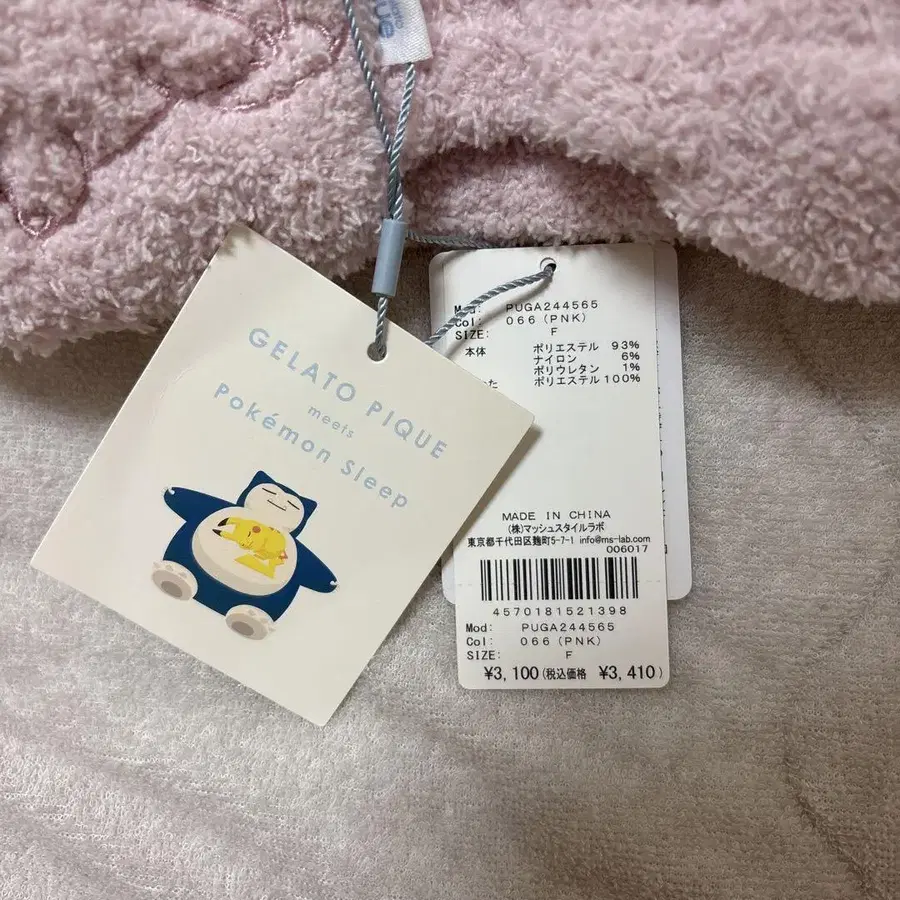 GELATO PIQUE
meets
Pokémon Sleep
Mod: PUGA244565
Col: 066 (PNK)
SIZE: F
本体 ポリエステル 93%
ナイロン 6%
ポリウレタン 1%
ポリエステル 100%
MADE IN CHINA
(株)マッシュスタイルラボ
東京都千代田区麹町5-7-1 info@ms-lab.com
006017
4570181521398
Mod: PUGA244565
Col: 066 (PNK)
SIZE: F
¥3,100 (税込価格 ¥3,410)